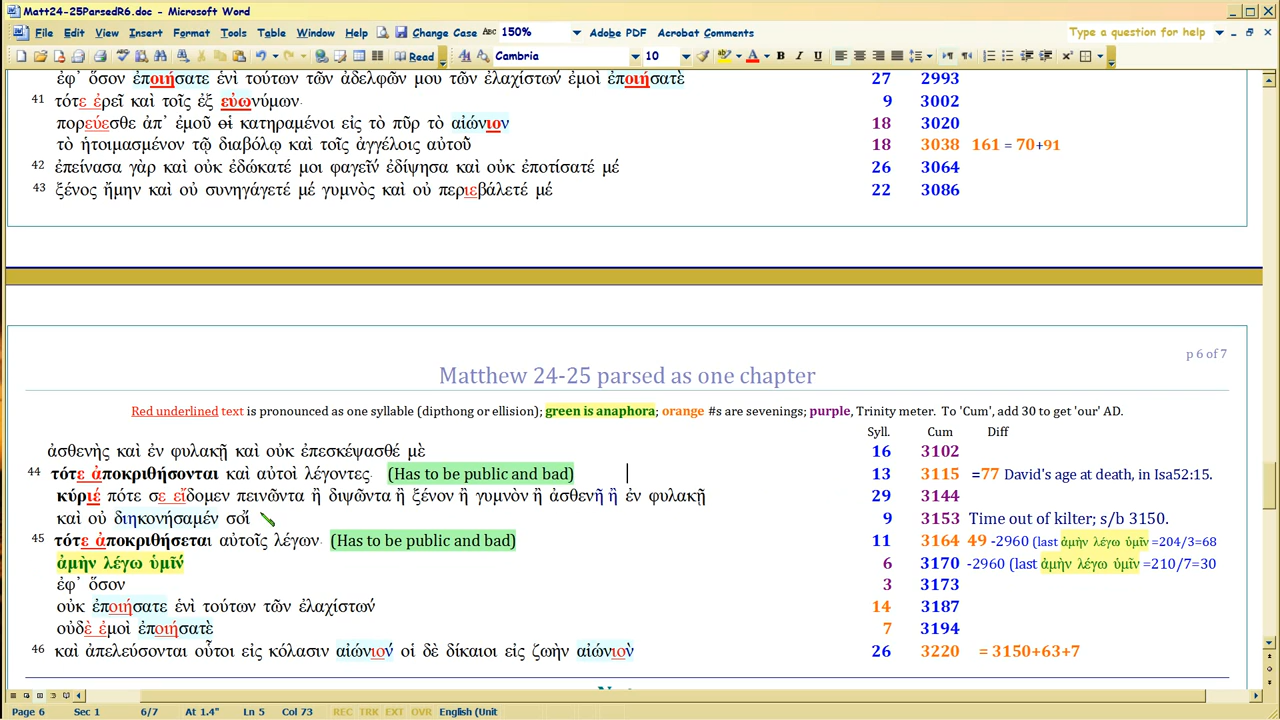 Matt24-25ParsedR6.doc - Microsoft Word
File Edit View Insert Format Tools Table Window Help Change Case ABC 150% Adobe PDF Acrobat Comments Type a question for help
Read Cambria 10 B I U
ἐφ᾽ ὅσον ἐποιήσατε ἑνὶ τούτων τῶν ἀδελφῶν μου τῶν ἐλαχίστων´ ἐμοὶ ἐποιήσατὲ 27 2993
41 τότε ἐρεῖ καὶ τοῖς ἐξ εὐωνύμων· 9 3002
πορεύεσθε ἀπ᾽ ἐμοῦ οἱ κατηραμένοι εἰς τὸ πῦρ τὸ αἰώνιον 18 3020
τὸ ἡτοιμασμένον τῷ διαβόλῳ καὶ τοῖς ἀγγέλοις αὐτοῦ̀ 18 3038 161 = 70+91
42 ἐπείνασα γὰρ καὶ οὐκ ἐδώκατέ μοι φαγεῖν´ ἐδίψησα καὶ οὐκ ἐποτίσατέ μέ 26 3064
43 ξένος ἤμην καὶ οὐ συνηγάγετέ μέ γυμνὸς καὶ οὐ περιεβάλετέ μέ 22 3086
p 6 of 7
Matthew 24-25 parsed as one chapter
Red underlined text is pronounced as one syllable (dipthong or ellision); green is anaphora; orange #s are sevenings; purple, Trinity meter. To 'Cum', add 30 to get 'our' AD.
Syll. Cum Diff
ἀσθενὴς καὶ ἐν φυλακῇ καὶ οὐκ ἐπεσκέψασθέ μὲ 16 3102
44 τότε ἀποκριθήσονται καὶ αὐτοὶ λέγοντες· (Has to be public and bad) 13 3115 =77 David's age at death, in Isa52:15.
κύριέ πότε σε εἴδομεν πεινῶντα ἢ διψῶντα ἢ ξένον ἢ γυμνὸν ἢ ἀσθενῆ ἢ ἐν φυλακῇ 29 3144
καὶ οὐ διηκονήσαμέν σοῒ 9 3153 Time out of kilter; s/b 3150.
45 τότε ἀποκριθήσεται αὐτοῖς λέγων· (Has to be public and bad) 11 3164 49 -2960 (last ἀμὴν λέγω ὑμῖν =204/3=68
ἀμὴν λέγω ὑμῖν´ 6 3170 -2960 (last ἀμὴν λέγω ὑμῖν =210/7=30
ἐφ᾽ ὅσον 3 3173
οὐκ ἐποιήσατε ἑνὶ τούτων τῶν ἐλαχίστων´ 14 3187
οὐδὲ ἐμοὶ ἐποιήσατὲ 7 3194
46 καὶ ἀπελεύσονται οὗτοι εἰς κόλασιν αἰώνιον´ οἱ δὲ δίκαιοι εἰς ζωὴν αἰώνιον̀ 26 3220 = 3150+63+7
Page 6 Sec 1 6/7 At 1.4" Ln 5 Col 73 REC TRK EXT OVR English (Unit